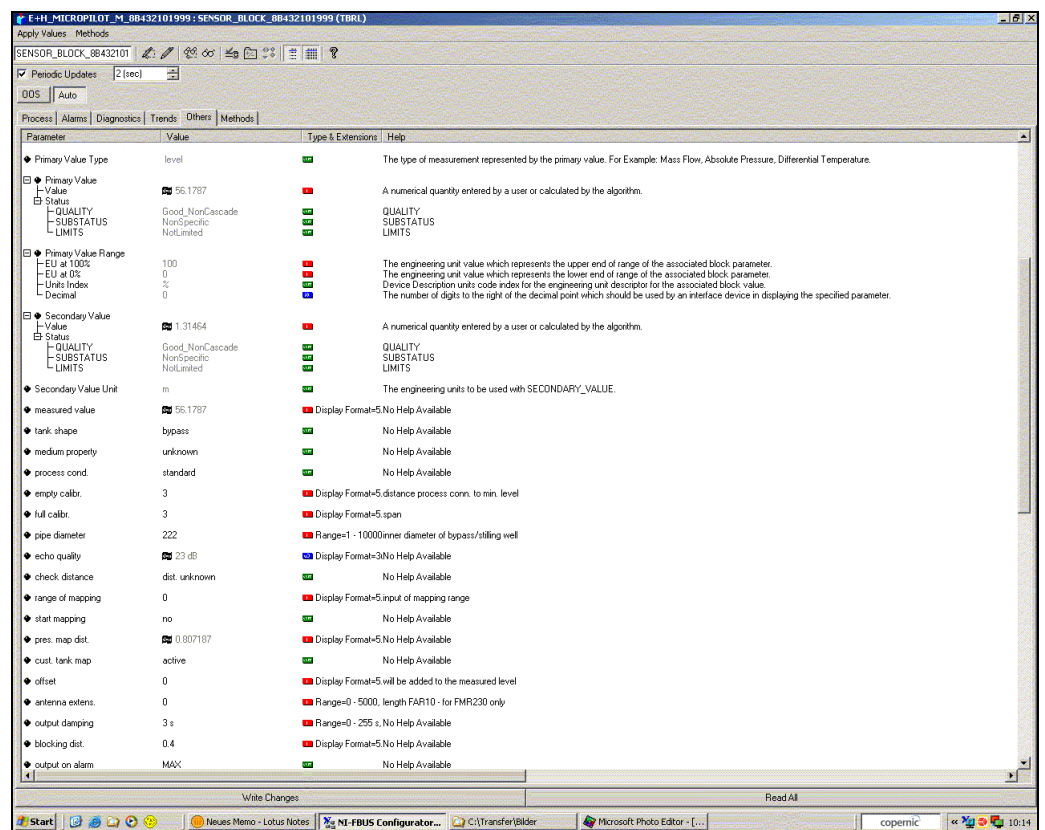 E+H_MICROPILOT_M_8B432101999 : SENSOR_BLOCK_8B432101999 (TBRL)
Apply Values Methods
SENSOR_BLOCK_8B432101
Periodic Updates 2 (sec)
OOS Auto
Process Alarms Diagnostics Trends Others Methods
Parameter Value Type & Extensions Help
Primary Value Type level The type of measurement represented by the primary value. For Example: Mass Flow, Absolute Pressure, Differential Temperature.
Primary Value
Value 56.1787 A numerical quantity entered by a user or calculated by the algorithm.
Status
QUALITY Good_NonCascade QUALITY
SUBSTATUS NonSpecific SUBSTATUS
LIMITS NotLimited LIMITS
Primary Value Range
EU at 100% 100 The engineering unit value which represents the upper end of range of the associated block parameter.
EU at 0% 0 The engineering unit value which represents the lower end of range of the associated block parameter.
Units Index % Device Description units code index for the engineering unit descriptor for the associated block value.
Decimal 0 The number of digits to the right of the decimal point which should be used by an interface device in displaying the specified parameter.
Secondary Value
Value 1.31464 A numerical quantity entered by a user or calculated by the algorithm.
Status
QUALITY Good_NonCascade QUALITY
SUBSTATUS NonSpecific SUBSTATUS
LIMITS NotLimited LIMITS
Secondary Value Unit m The engineering units to be used with SECONDARY_VALUE.
measured value 56.1787 Display Format=5. No Help Available
tank shape bypass No Help Available
medium property unknown No Help Available
process cond. standard No Help Available
empty calibr. 3 Display Format=5. distance process conn. to min. level
full calibr. 3 Display Format=5. span
pipe diameter 222 Range=1 - 10000 inner diameter of bypass/stilling well
echo quality 23 dB Display Format=3 No Help Available
check distance dist. unknown No Help Available
range of mapping 0 Display Format=5. input of mapping range
start mapping no No Help Available
pres. map dist. 0.807187 Display Format=5. No Help Available
cust. tank map active No Help Available
offset 0 Display Format=5. will be added to the measured level
antenna extens. 0 Range=0 - 5000, length FAR10 - for FMR230 only
output damping 3 s Range=0 - 255 s, No Help Available
blocking dist. 0.4 Display Format=5. No Help Available
output on alarm MAX No Help Available
Write Changes Read All
Start Neues Memo - Lotus Notes NI-FBUS Configurator... C:\Transfer\Bilder Microsoft Photo Editor - [... copernic 10:14